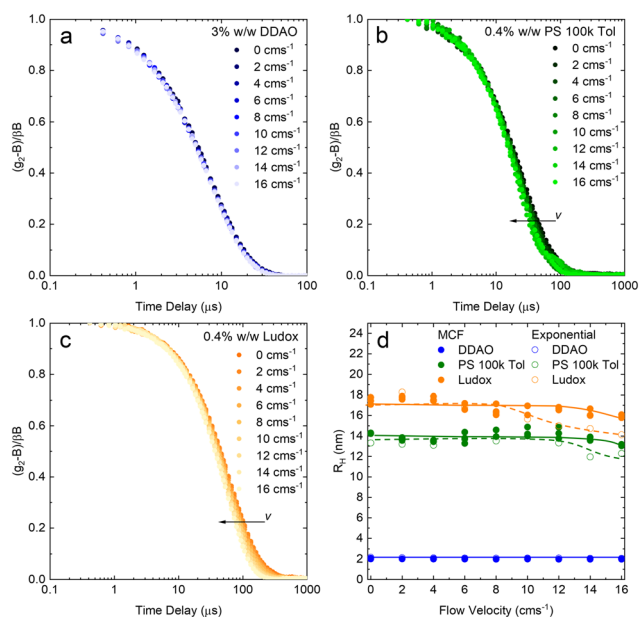 a
3% w/w DDAO
0 cms⁻¹
2 cms⁻¹
4 cms⁻¹
6 cms⁻¹
8 cms⁻¹
10 cms⁻¹
12 cms⁻¹
14 cms⁻¹
16 cms⁻¹
(g₂-B)/βB
1.0
0.8
0.6
0.4
0.2
0.0
0.1 1 10 100
Time Delay (µs)
b
0.4% w/w PS 100k Tol
0 cms⁻¹
2 cms⁻¹
4 cms⁻¹
6 cms⁻¹
8 cms⁻¹
10 cms⁻¹
12 cms⁻¹
14 cms⁻¹
16 cms⁻¹
v
(g₂-B)/βB
1.0
0.8
0.6
0.4
0.2
0.0
0.1 1 10 100 1000
Time Delay (µs)
c
0.4% w/w Ludox
0 cms⁻¹
2 cms⁻¹
4 cms⁻¹
6 cms⁻¹
8 cms⁻¹
10 cms⁻¹
12 cms⁻¹
14 cms⁻¹
16 cms⁻¹
v
(g₂-B)/βB
1.0
0.8
0.6
0.4
0.2
0.0
0.1 1 10 100 1000
Time Delay (µs)
d
MCF Exponential
DDAO DDAO
PS 100k Tol PS 100k Tol
Ludox Ludox
R_H (nm)
26
24
22
20
18
16
14
12
10
8
6
4
2
0
0 2 4 6 8 10 12 14 16
Flow Velocity (cms⁻¹)